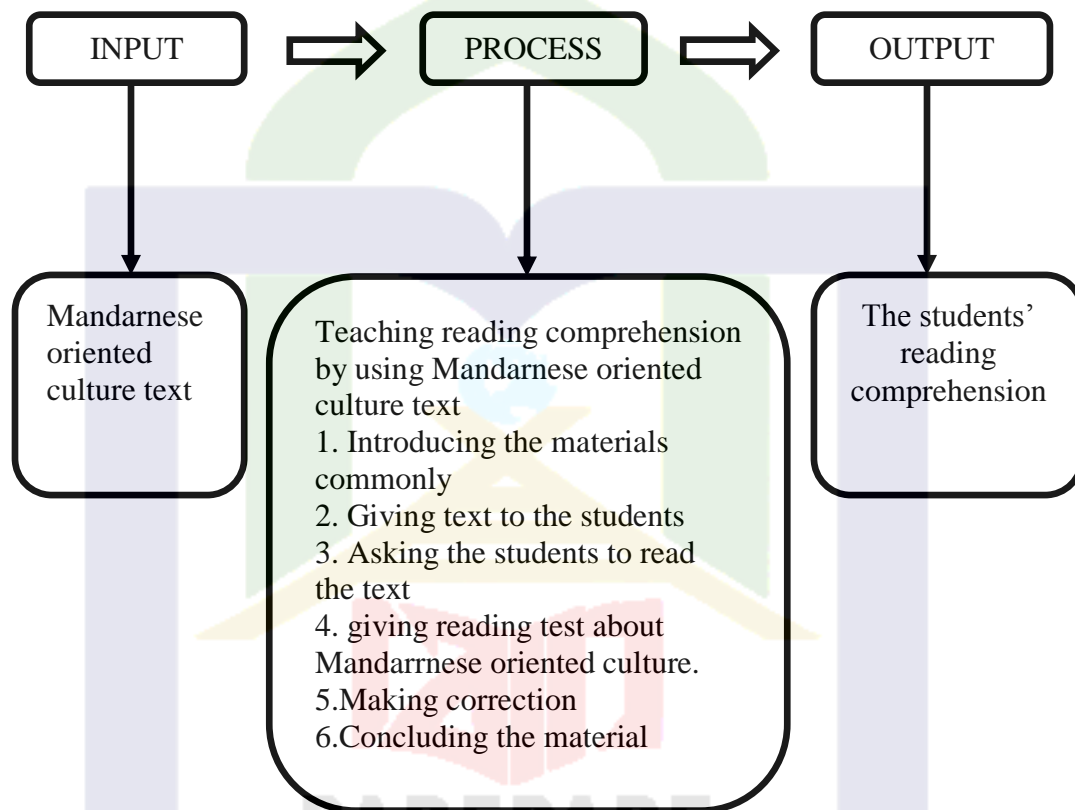 INPUT
PROCESS
OUTPUT
Mandarnese
oriented
culture text
Teaching reading comprehension
by using Mandarnese oriented
culture text
1. Introducing the materials
commonly
2. Giving text to the students
3. Asking the students to read
the text
4. giving reading test about
Mandarrnese oriented culture.
5.Making correction
6.Concluding the material
The students’
reading
comprehension
PAREPARE